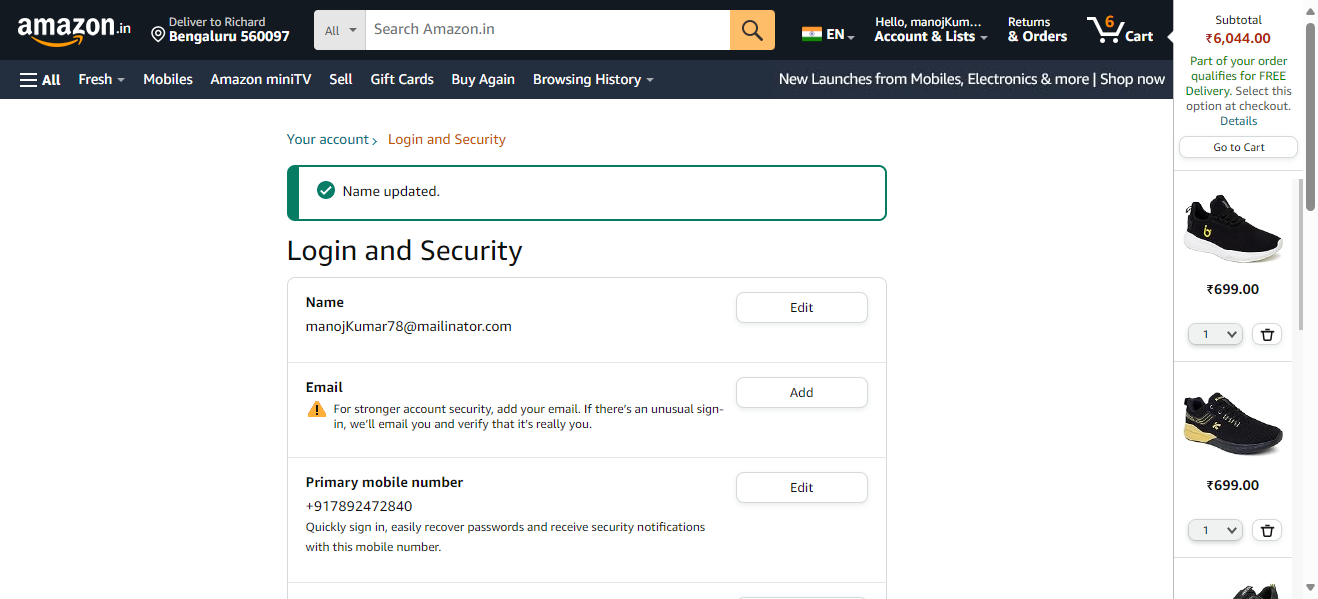 amazon.in
Deliver to Richard
Bengaluru 560097
All
Search Amazon.in
EN
Hello, manojKum...
Account & Lists
Returns
& Orders
6
Cart
All
Fresh
Mobiles
Amazon miniTV
Sell
Gift Cards
Buy Again
Browsing History
New Launches from Mobiles, Electronics & more | Shop now
Your account ›
Login and Security
Name updated.
Login and Security
Name
manojKumar78@mailinator.com
Edit
Email
For stronger account security, add your email. If there's an unusual sign-
in, we'll email you and verify that it's really you.
Add
Primary mobile number
+917892472840
Quickly sign in, easily recover passwords and receive security notifications
with this mobile number.
Edit
Subtotal
₹6,044.00
Part of your order
qualifies for FREE
Delivery. Select this
option at checkout.
Details
Go to Cart
₹699.00
1
₹699.00
1